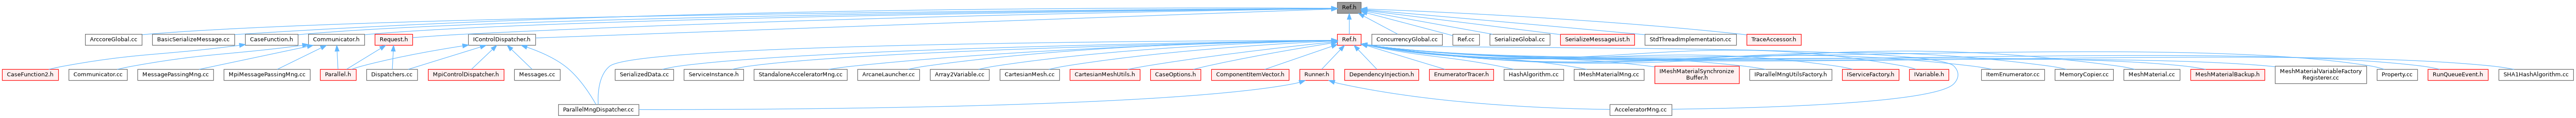 Ref.h
ArccoreGlobal.cc
BasicSerializeMessage.cc
CaseFunction.h
Communicator.h
Request.h
IControlDispatcher.h
Ref.h
ConcurrencyGlobal.cc
Ref.cc
SerializeGlobal.cc
SerializeMessageList.h
StdThreadImplementation.cc
TraceAccessor.h
CaseFunction2.h
Communicator.cc
MessagePassingMng.cc
MpiMessagePassingMng.cc
Parallel.h
Dispatchers.cc
MpiControlDispatcher.h
Messages.cc
SerializedData.cc
ServiceInstance.h
StandaloneAcceleratorMng.cc
ArcaneLauncher.cc
Array2Variable.cc
CartesianMesh.cc
CartesianMeshUtils.h
CaseOptions.h
ComponentItemVector.h
Runner.h
DependencyInjection.h
EnumeratorTracer.h
HashAlgorithm.cc
IMeshMaterialMng.cc
IMeshMaterialSynchronize
Buffer.h
IParallelMngUtilsFactory.h
IServiceFactory.h
IVariable.h
ItemEnumerator.cc
MemoryCopier.cc
MeshMaterial.cc
MeshMaterialBackup.h
MeshMaterialVariableFactory
Registerer.cc
Property.cc
RunQueueEvent.h
SHA1HashAlgorithm.cc
ParallelMngDispatcher.cc
AcceleratorMng.cc